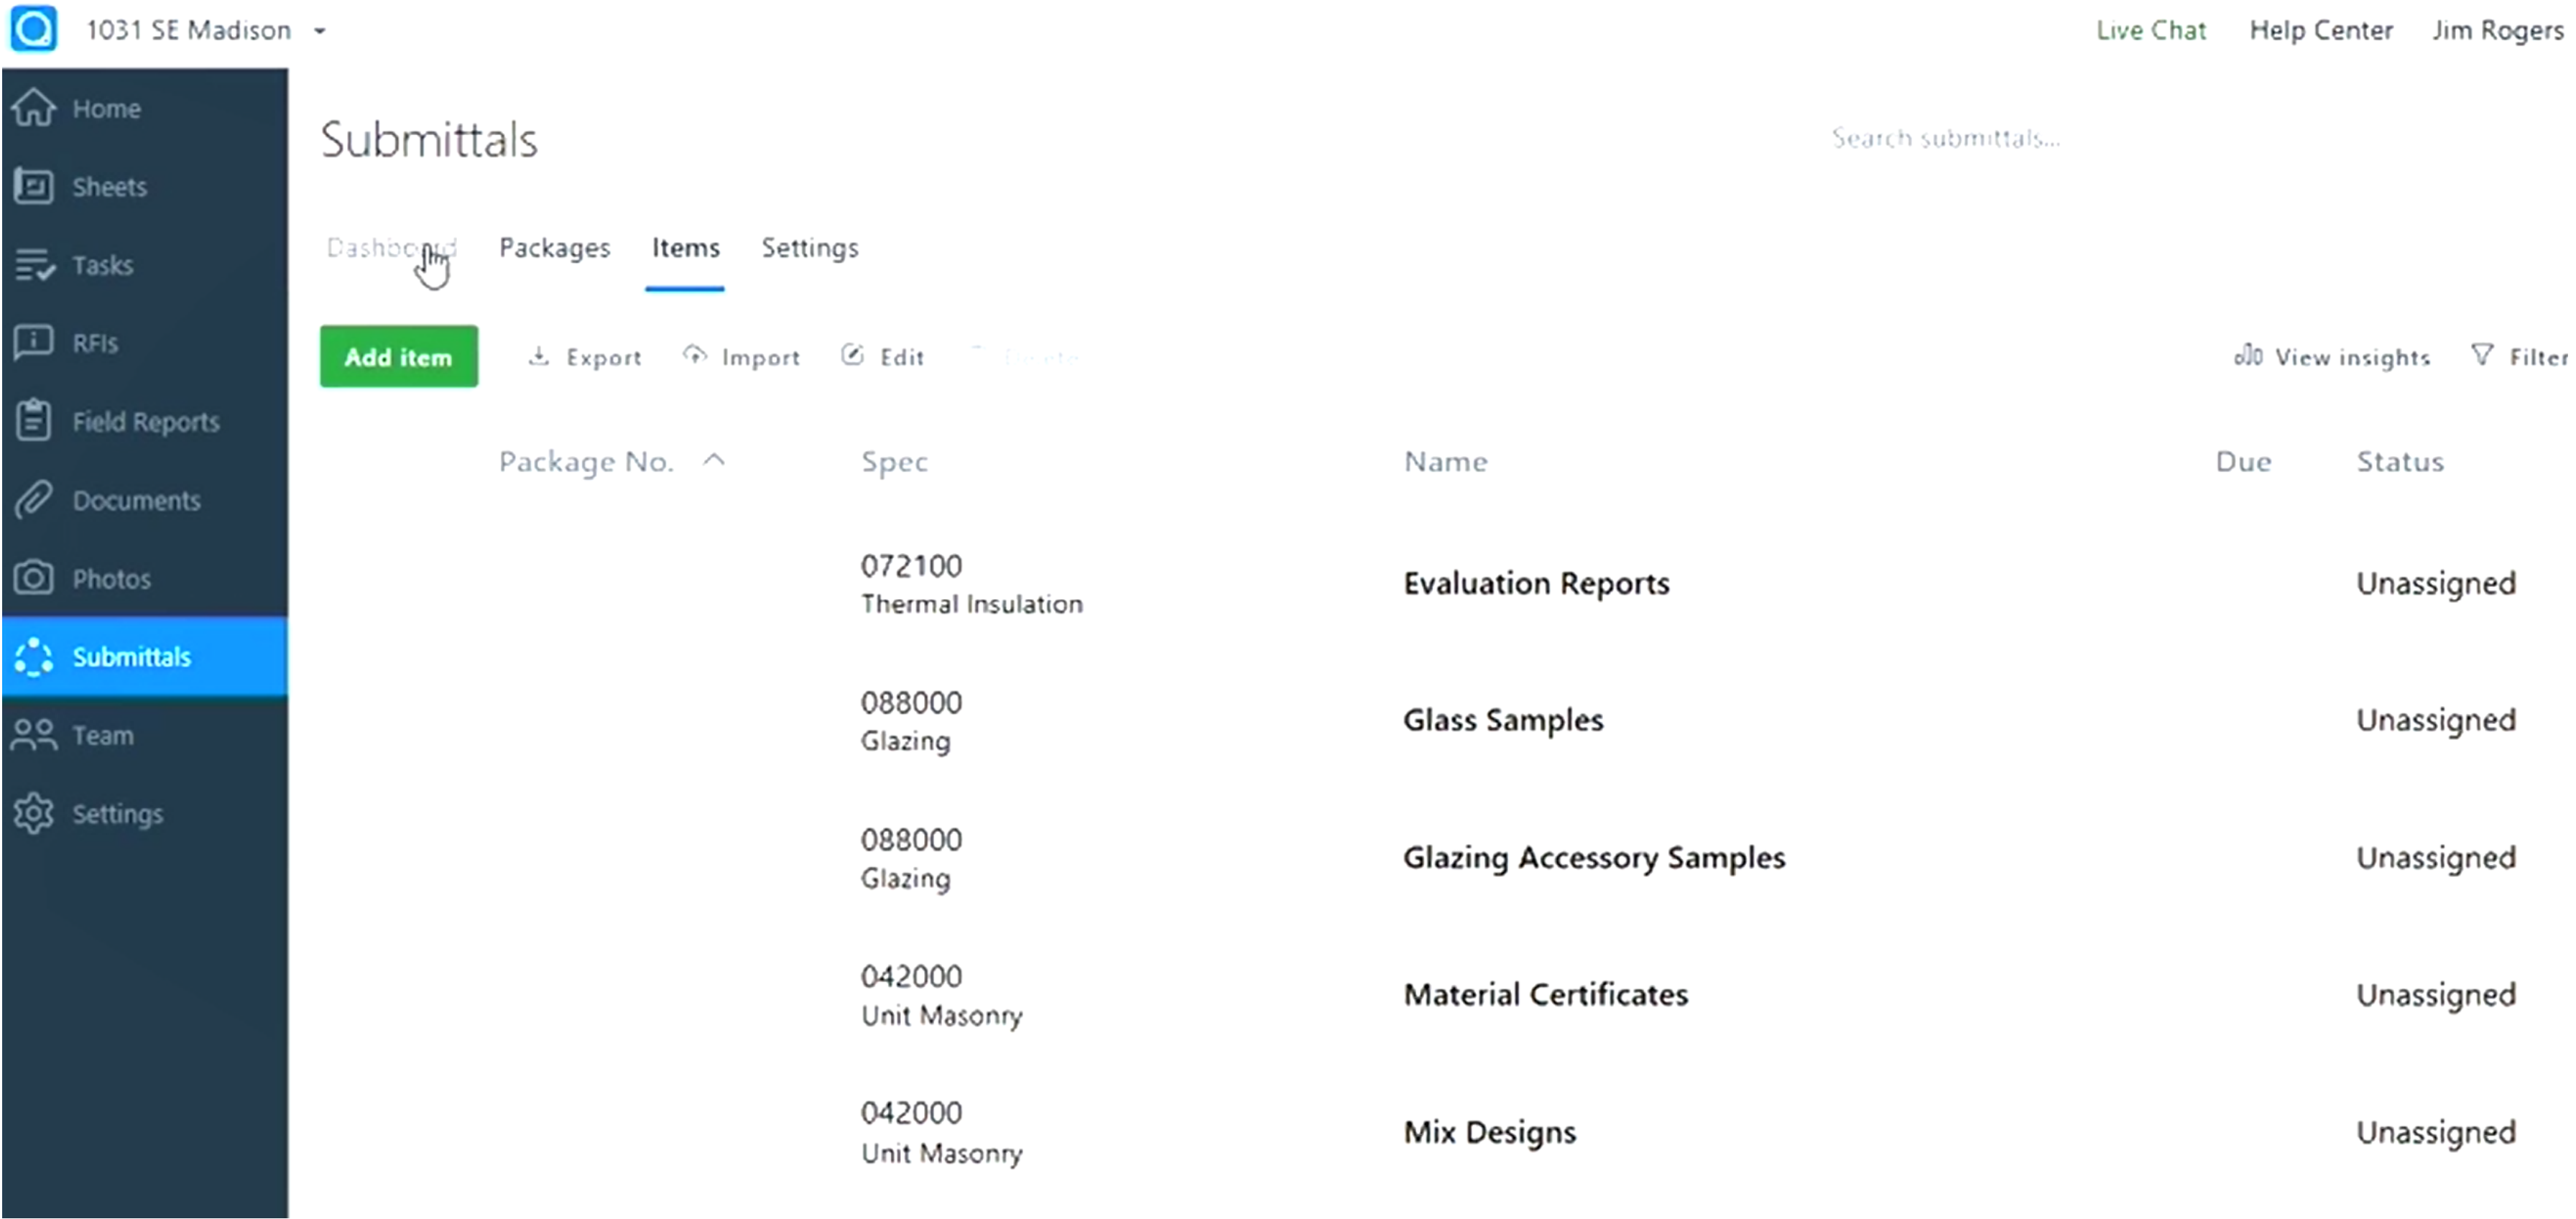 1031 SE Madison
Live Chat Help Center Jim Rogers
Home
Sheets
Tasks
RFIs
Field Reports
Documents
Photos
Submittals
Team
Settings
Submittals
Search submittals...
Dashboard Packages Items Settings
Add item Export Import Edit Delete
View insights Filter
Package No. Spec Name Due Status
072100
Thermal Insulation
Evaluation Reports
Unassigned
088000
Glazing
Glass Samples
Unassigned
088000
Glazing
Glazing Accessory Samples
Unassigned
042000
Unit Masonry
Material Certificates
Unassigned
042000
Unit Masonry
Mix Designs
Unassigned